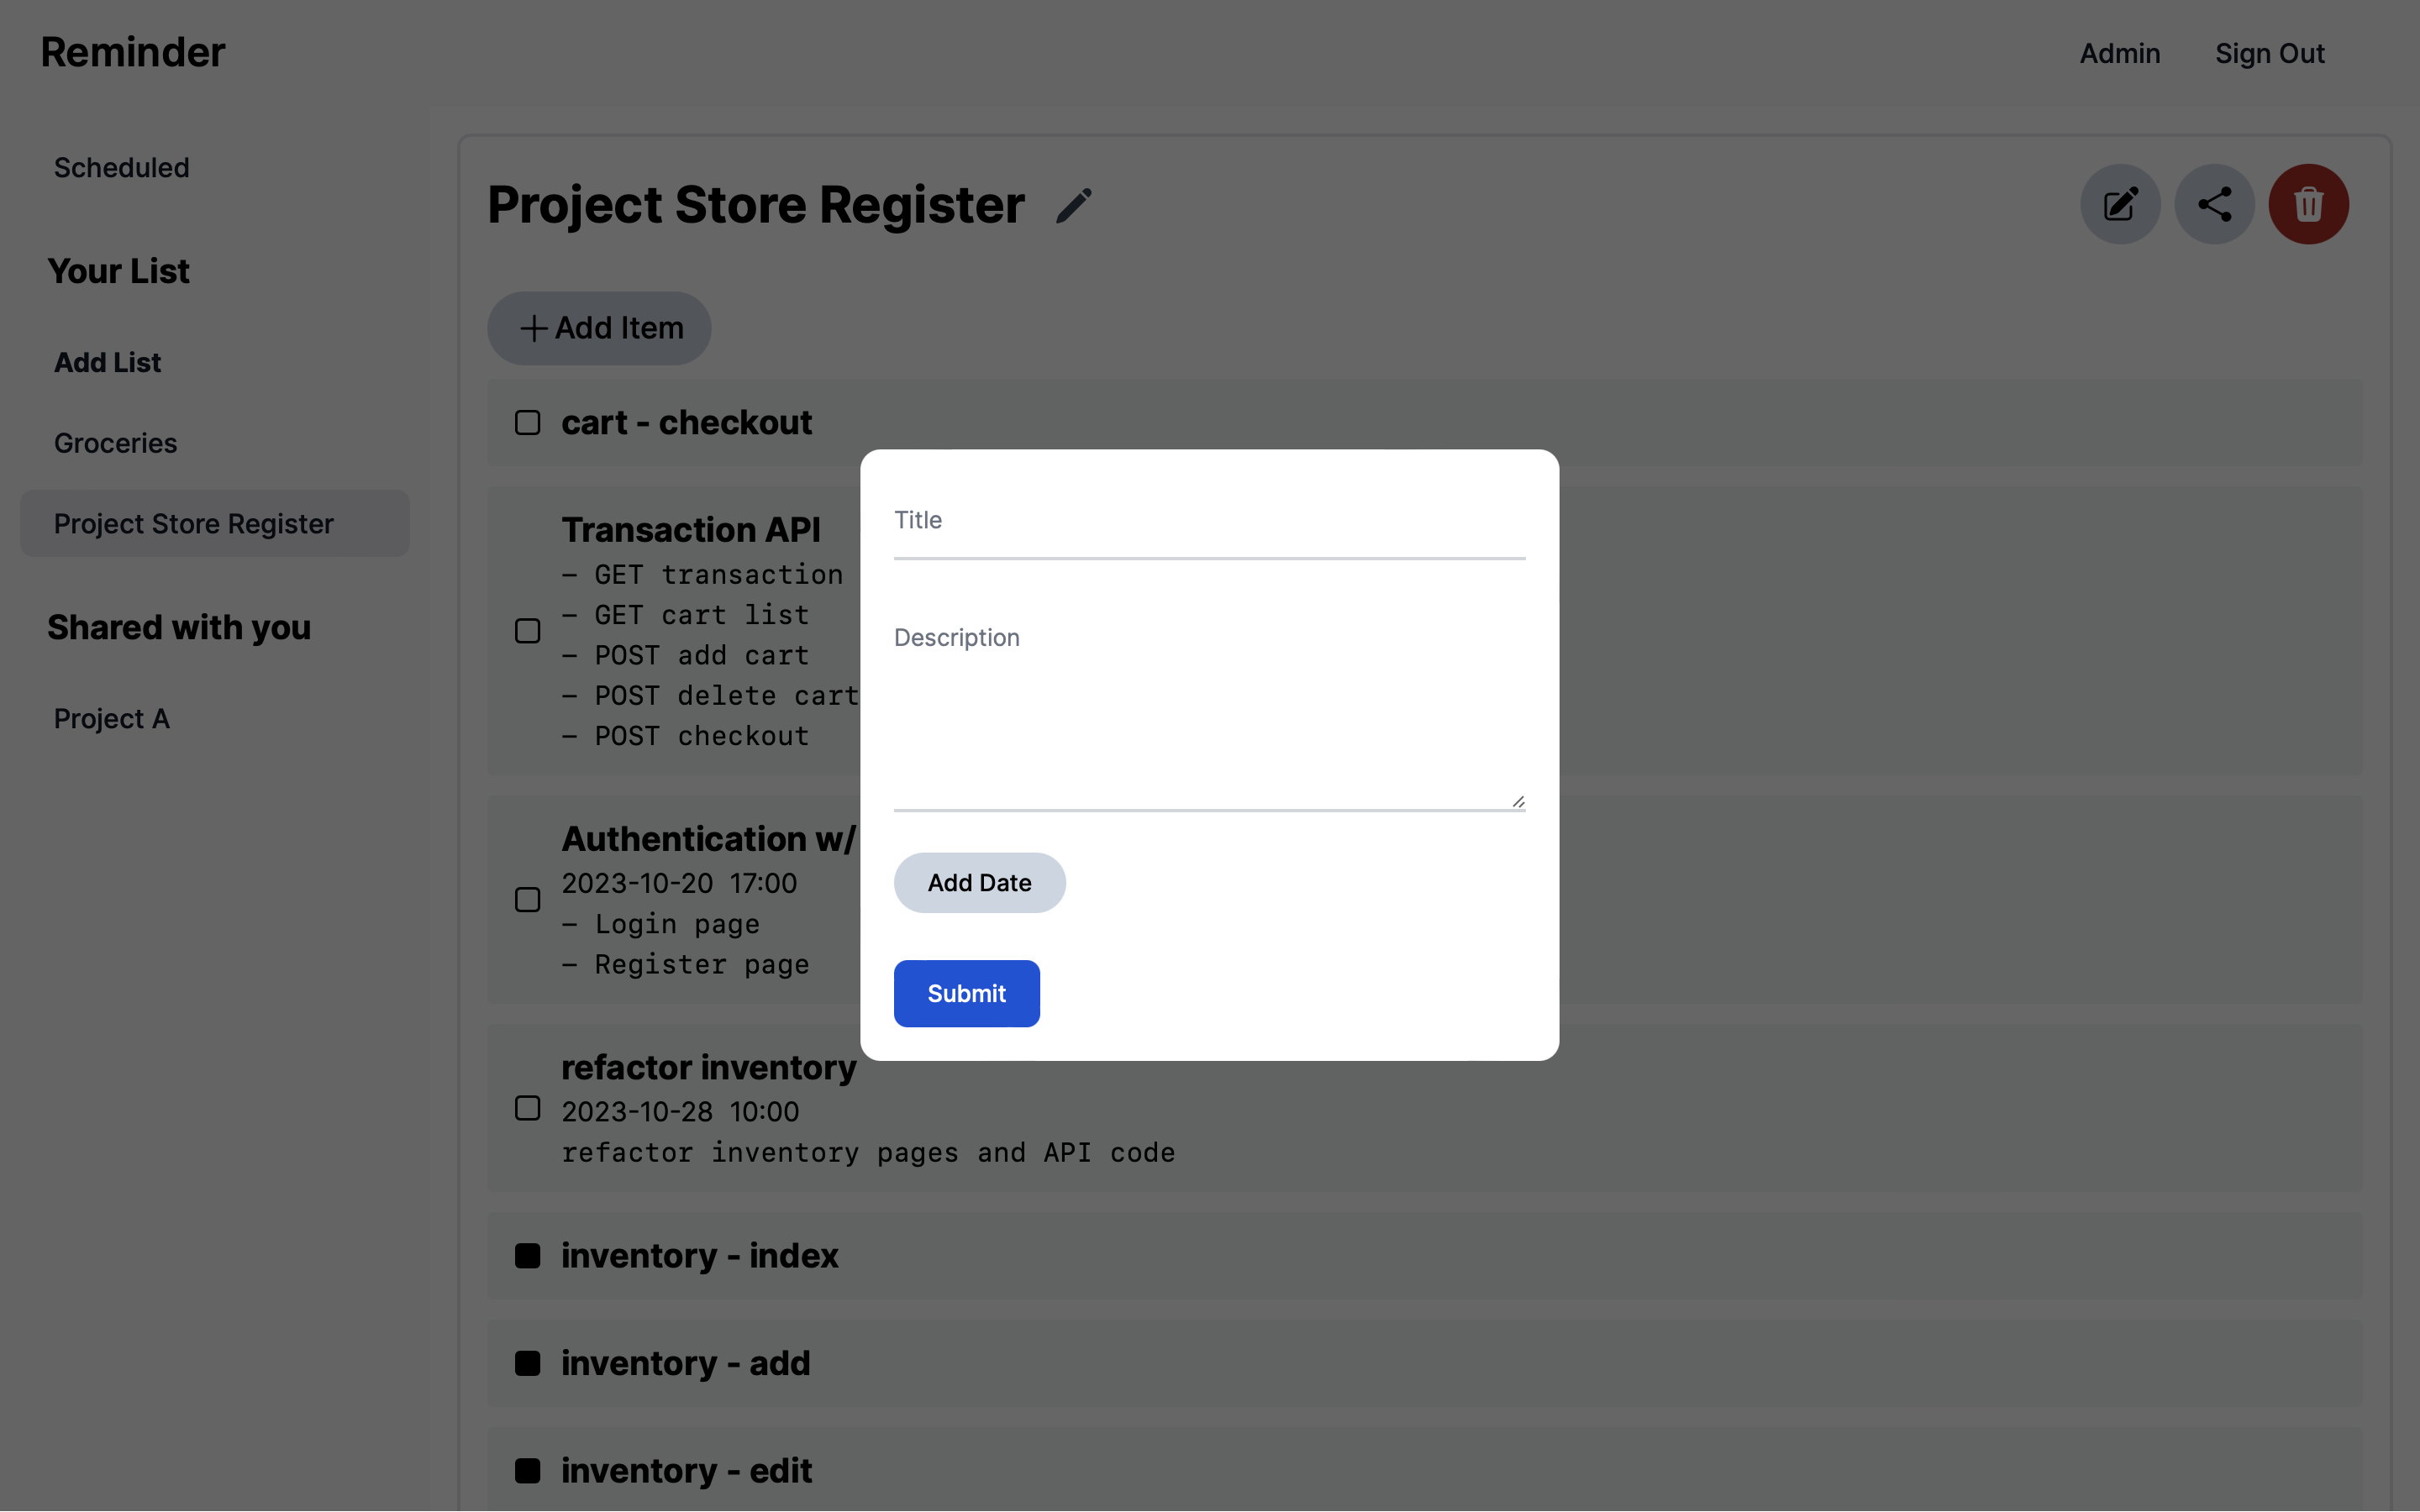 Reminder
Admin
Sign Out
Scheduled
Your List
Add List
Groceries
Project Store Register
Shared with you
Project A
Project Store Register
Add Item
cart - checkout
Transaction API
- GET transaction
- GET cart list
- POST add cart
- POST delete cart
- POST checkout
Authentication w/
2023-10-20 17:00
- Login page
- Register page
refactor inventory
2023-10-28 10:00
refactor inventory pages and API code
inventory - index
inventory - add
inventory - edit
Title
Description
Add Date
Submit